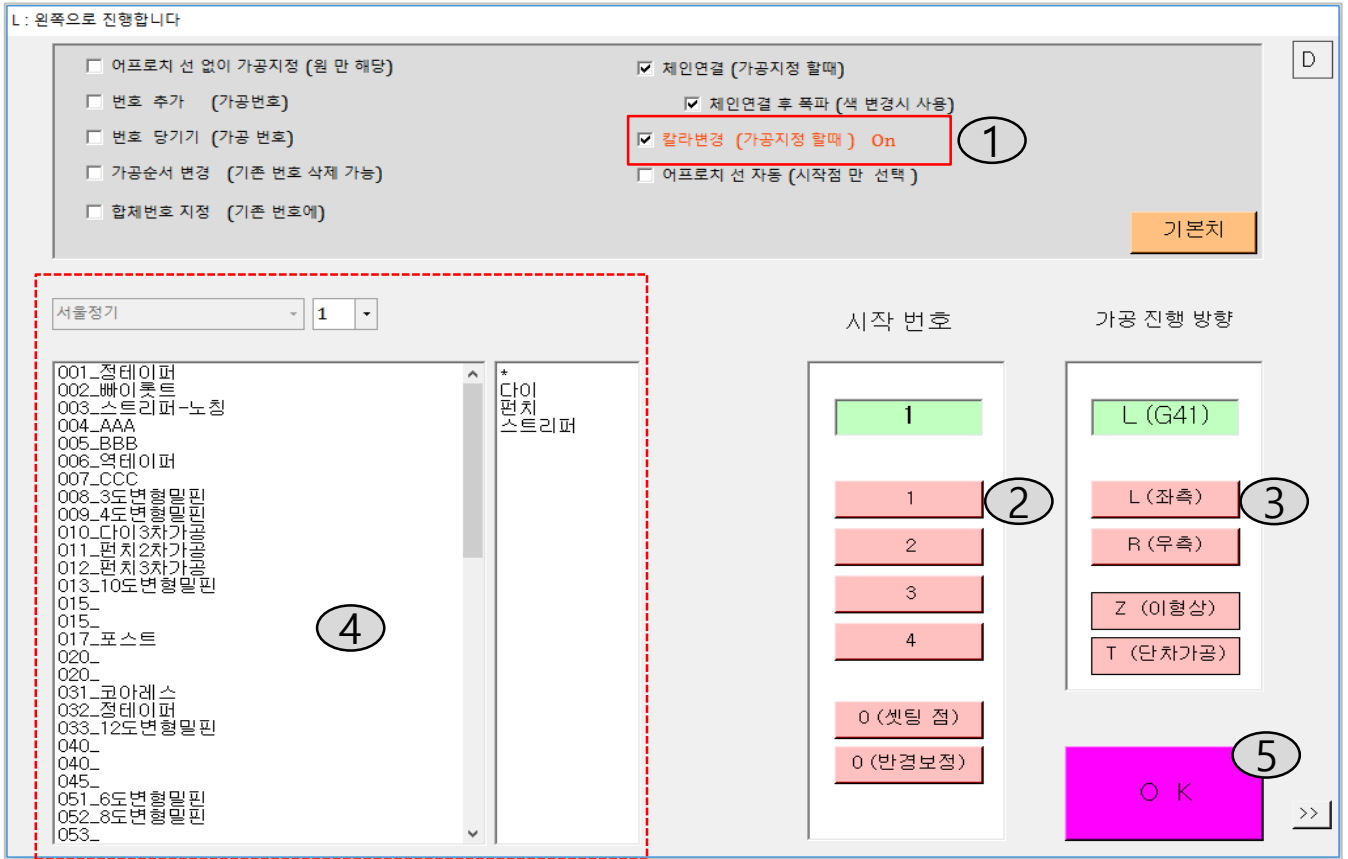 L : 왼쪽으로 진행합니다
D
어프로치 선 없이 가공지정 (원 만 해당)
번호 추가 (가공번호)
번호 당기기 (가공 번호)
가공순서 변경 (기존 번호 삭제 가능)
합체번호 지정 (기존 번호에)
체인연결 (가공지정 할때)
체인연결 후 폭파 (색 변경시 사용)
칼라변경 (가공지정 할때 ) On
1
어프로치 선 자동 (시작점 만 선택 )
기본치
서울정기
1
001_정테이퍼
002_빠이롯트
003_스트리퍼-노칭
004_AAA
005_BBB
006_역테이퍼
007_CCC
008_3도변형밀핀
009_4도변형밀핀
010_다이3차가공
011_펀치2차가공
012_펀치3차가공
013_10도변형밀핀
015_
015_
017_포스트
020_
020_
031_코아레스
032_정테이퍼
033_12도변형밀핀
040_
040_
045_
051_6도변형밀핀
052_8도변형밀핀
053_
4
*
다이
펀치
스트리퍼
시작 번호
1
1
2
2
3
4
0 (셋팅 점)
0 (반경보정)
가공 진행 방향
L (G41)
L (좌측)
3
R (우측)
Z (이형상)
T (단차가공)
5
O K
>>